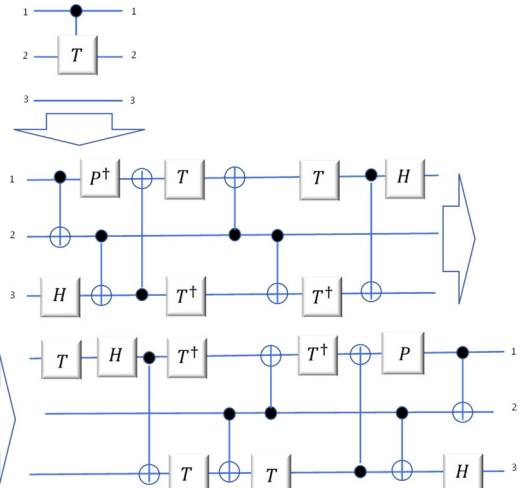 1 1
2 T 2
3 3
1 P† T T H
2
3 H T† T†
T H T† T† P 1
2
T T H 3